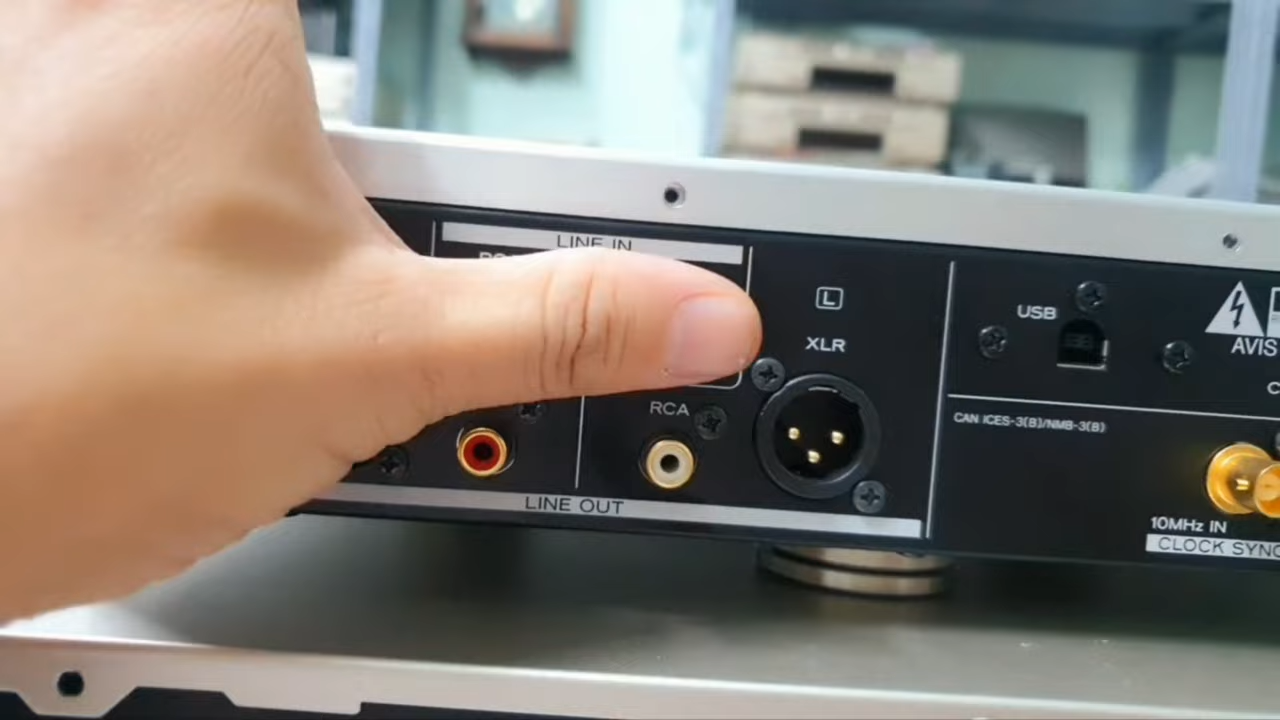 LINE IN
L
XLR
USB
AVIS
RCA
CAN ICES-3(B)/NMB-3(B)
LINE OUT
10MHz IN
CLOCK SYNC